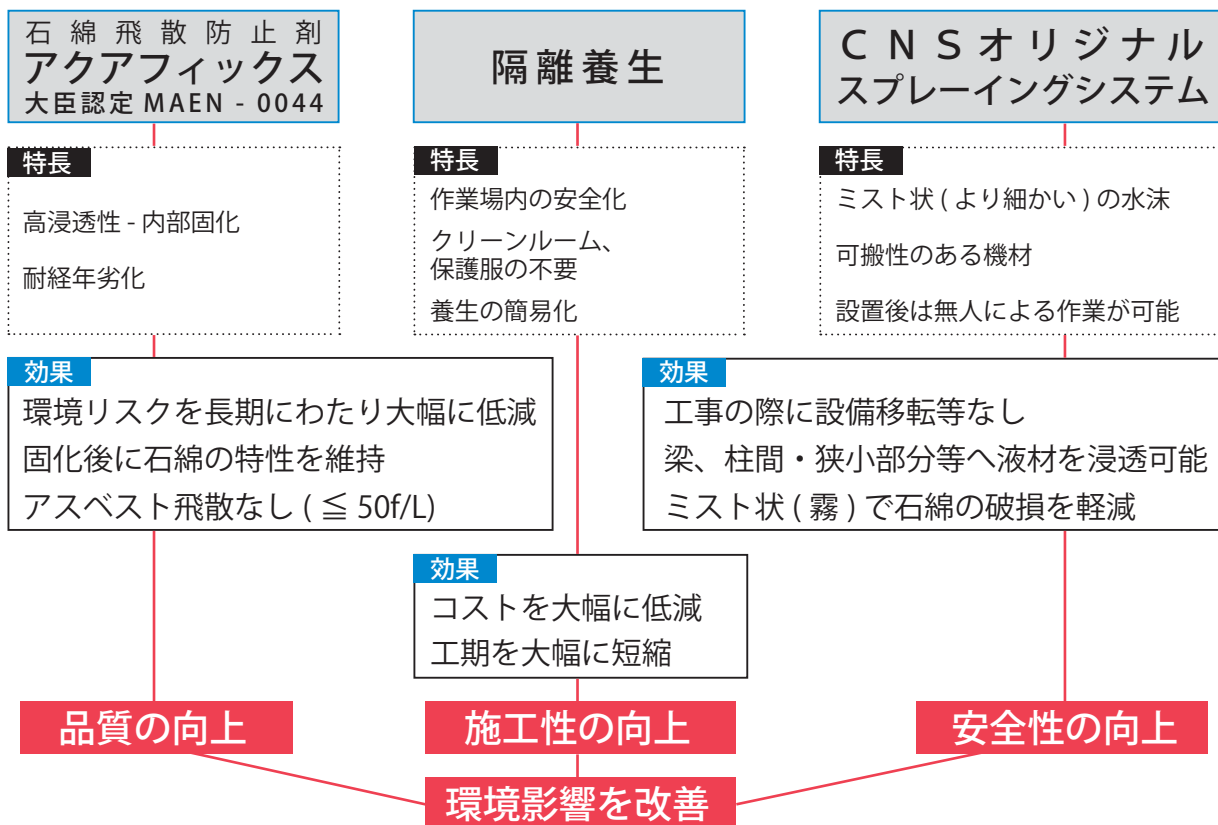 石綿飛散防止剤
アクアフィックス
大臣認定 MAEN - 0044
特長
高浸透性 - 内部固化
耐経年劣化
効果
環境リスクを長期にわたり大幅に低減
固化後に石綿の特性を維持
アスベスト飛散なし ( ≦ 50f/L)
品質の向上
隔離養生
特長
作業場内の安全化
クリーンルーム、
保護服の不要
養生の簡易化
効果
コストを大幅に低減
工期を大幅に短縮
施工性の向上
CNSオリジナル
スプレーイングシステム
特長
ミスト状 ( より細かい ) の水沫
可搬性のある機材
設置後は無人による作業が可能
効果
工事の際に設備移転等なし
梁、柱間・狭小部分等へ液材を浸透可能
ミスト状 ( 霧 ) で石綿の破損を軽減
安全性の向上
環境影響を改善